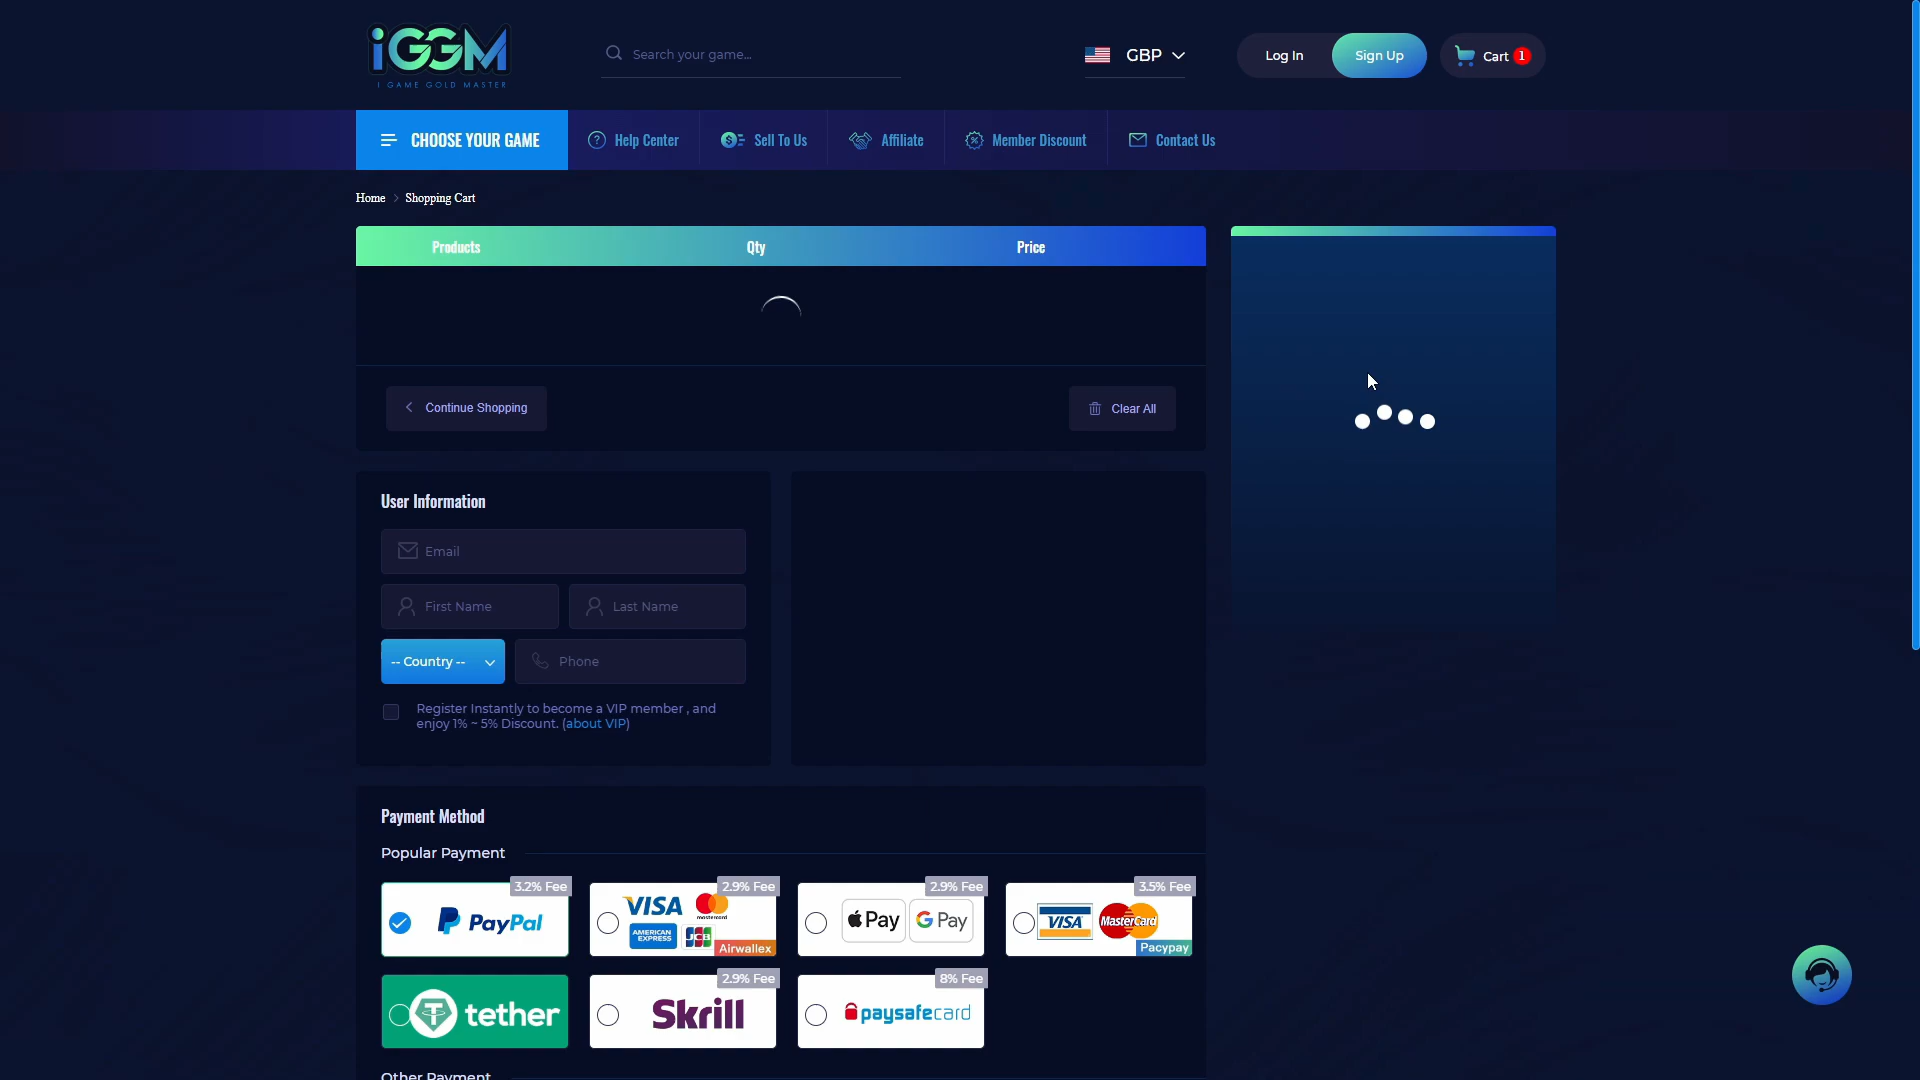 iGGM
I GAME GOLD MASTER
Search your game...
GBP
Log In
Sign Up
Cart 1
CHOOSE YOUR GAME
Help Center
Sell To Us
Affiliate
Member Discount
Contact Us
Home > Shopping Cart
Products
Qty
Price
Continue Shopping
Clear All
User Information
Email
First Name
Last Name
-- Country --
Phone
Register Instantly to become a VIP member , and
enjoy 1% ~ 5% Discount. (about VIP)
Payment Method
Popular Payment
3.2% Fee
PayPal
2.9% Fee
VISA
mastercard
AMERICAN EXPRESS
JCB
Airwallex
2.9% Fee
Pay
G Pay
3.5% Fee
VISA
MasterCard
Pacypay
tether
2.9% Fee
Skrill
8% Fee
paysafecard
Other Payment